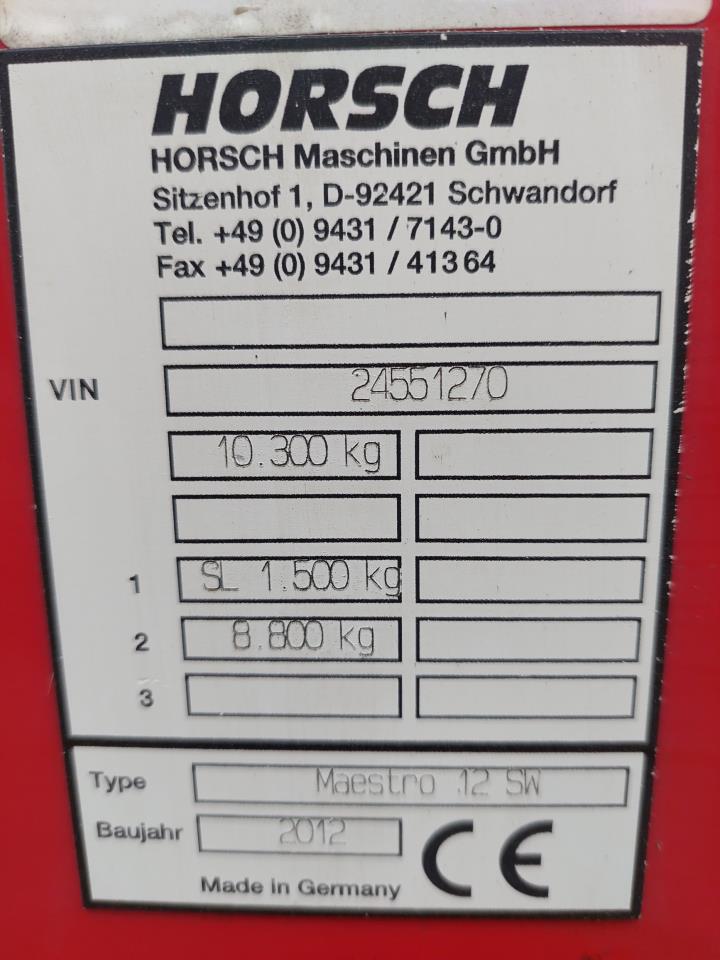 HORSCH
HORSCH Maschinen GmbH
Sitzenhof 1, D-92421 Schwandorf
Tel. +49 (0) 9431 / 7143-0
Fax +49 (0) 9431 / 41364
VIN 24551270
10.300 kg
1 SL 1.500 kg
2 8.800 kg
3
Type Maestro 12 SW
Baujahr 2012
Made in Germany CE